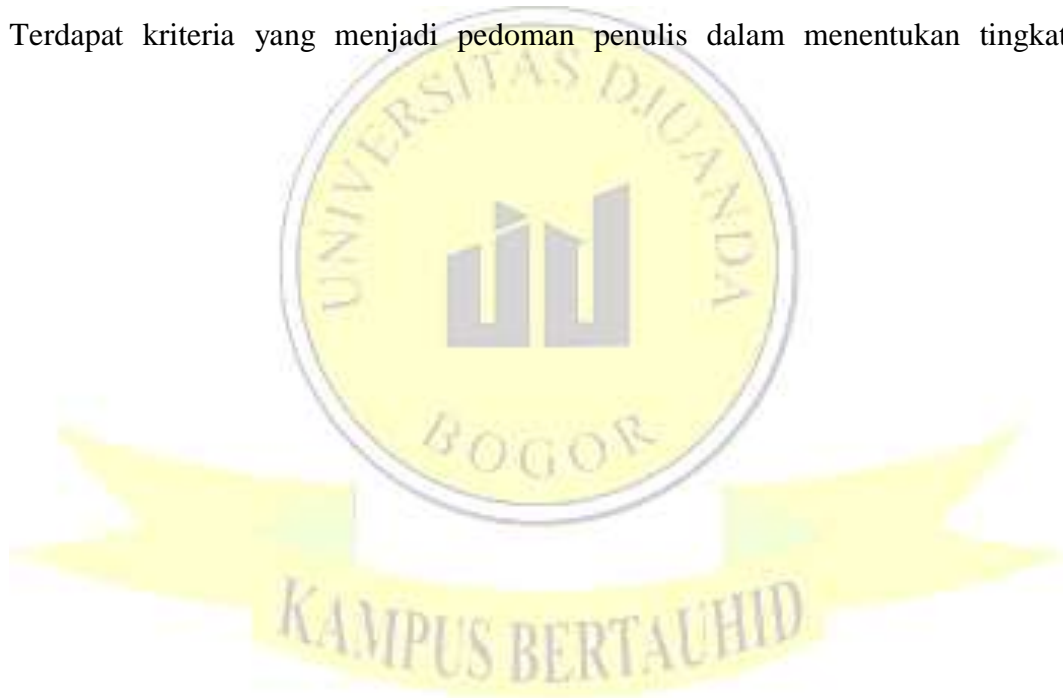 Terdapat kriteria yang menjadi pedoman penulis dalam menentukan tingkat
UNIVERSITAS DJUANDA
BOGOR
KAMPUS BERTAUHID